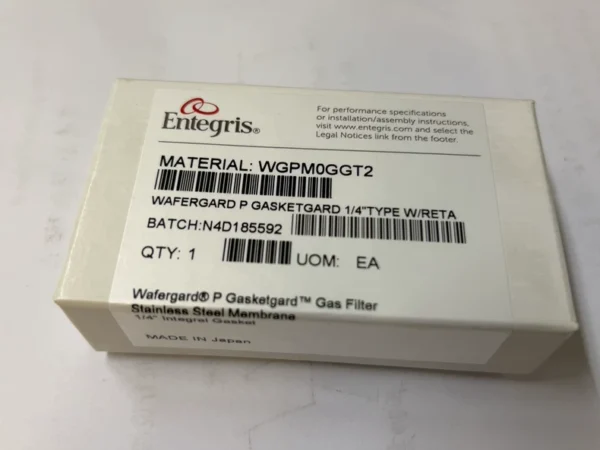 Entegris®
For performance specifications
or installation/assembly instructions,
visit www.entegris.com and select the
Legal Notices link from the footer.
MATERIAL: WGPM0GGT2
WAFERGARD P GASKETGARD 1/4"TYPE W/RETA
BATCH:N4D185592
QTY: 1 UOM: EA
Wafergard® P Gasketgard™ Gas Filter
Stainless Steel Membrane
1/4" Integral Gasket
MADE IN Japan